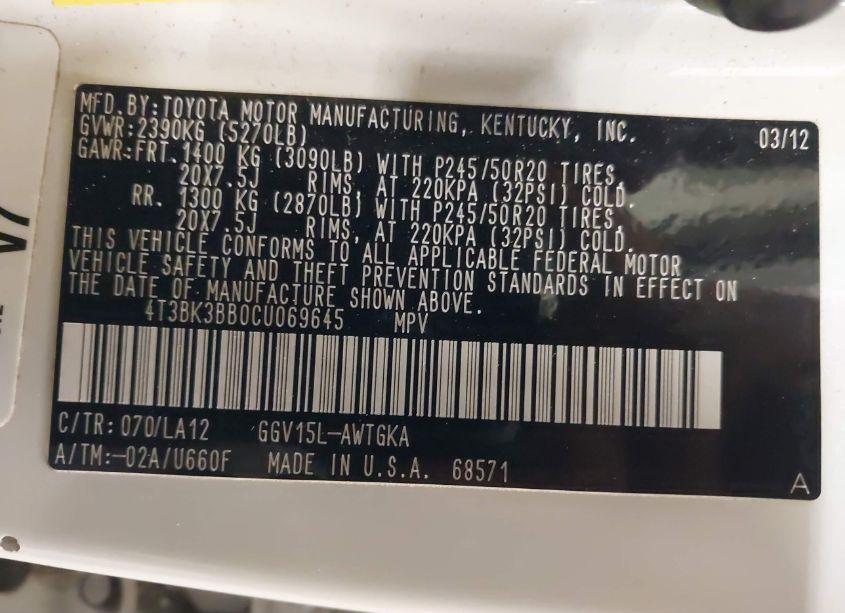 MFD. BY: TOYOTA MOTOR MANUFACTURING, KENTUCKY, INC. 03/12
GVWR: 2390KG (5270LB)
GAWR: FRT. 1400 KG (3090LB) WITH P245/50R20 TIRES,
20X7.5J RIMS, AT 220KPA (32PSI) COLD.
RR. 1300 KG (2870LB) WITH P245/50R20 TIRES,
20X7.5J RIMS, AT 220KPA (32PSI) COLD.
THIS VEHICLE CONFORMS TO ALL APPLICABLE FEDERAL MOTOR
VEHICLE SAFETY AND THEFT PREVENTION STANDARDS IN EFFECT ON
THE DATE OF MANUFACTURE SHOWN ABOVE.
4T3BK3BB0CU069645 MPV
C/TR: 070/LA12 GGV15L-AWTGKA
A/TM:-02A/U660F MADE IN U.S.A. 68571
A